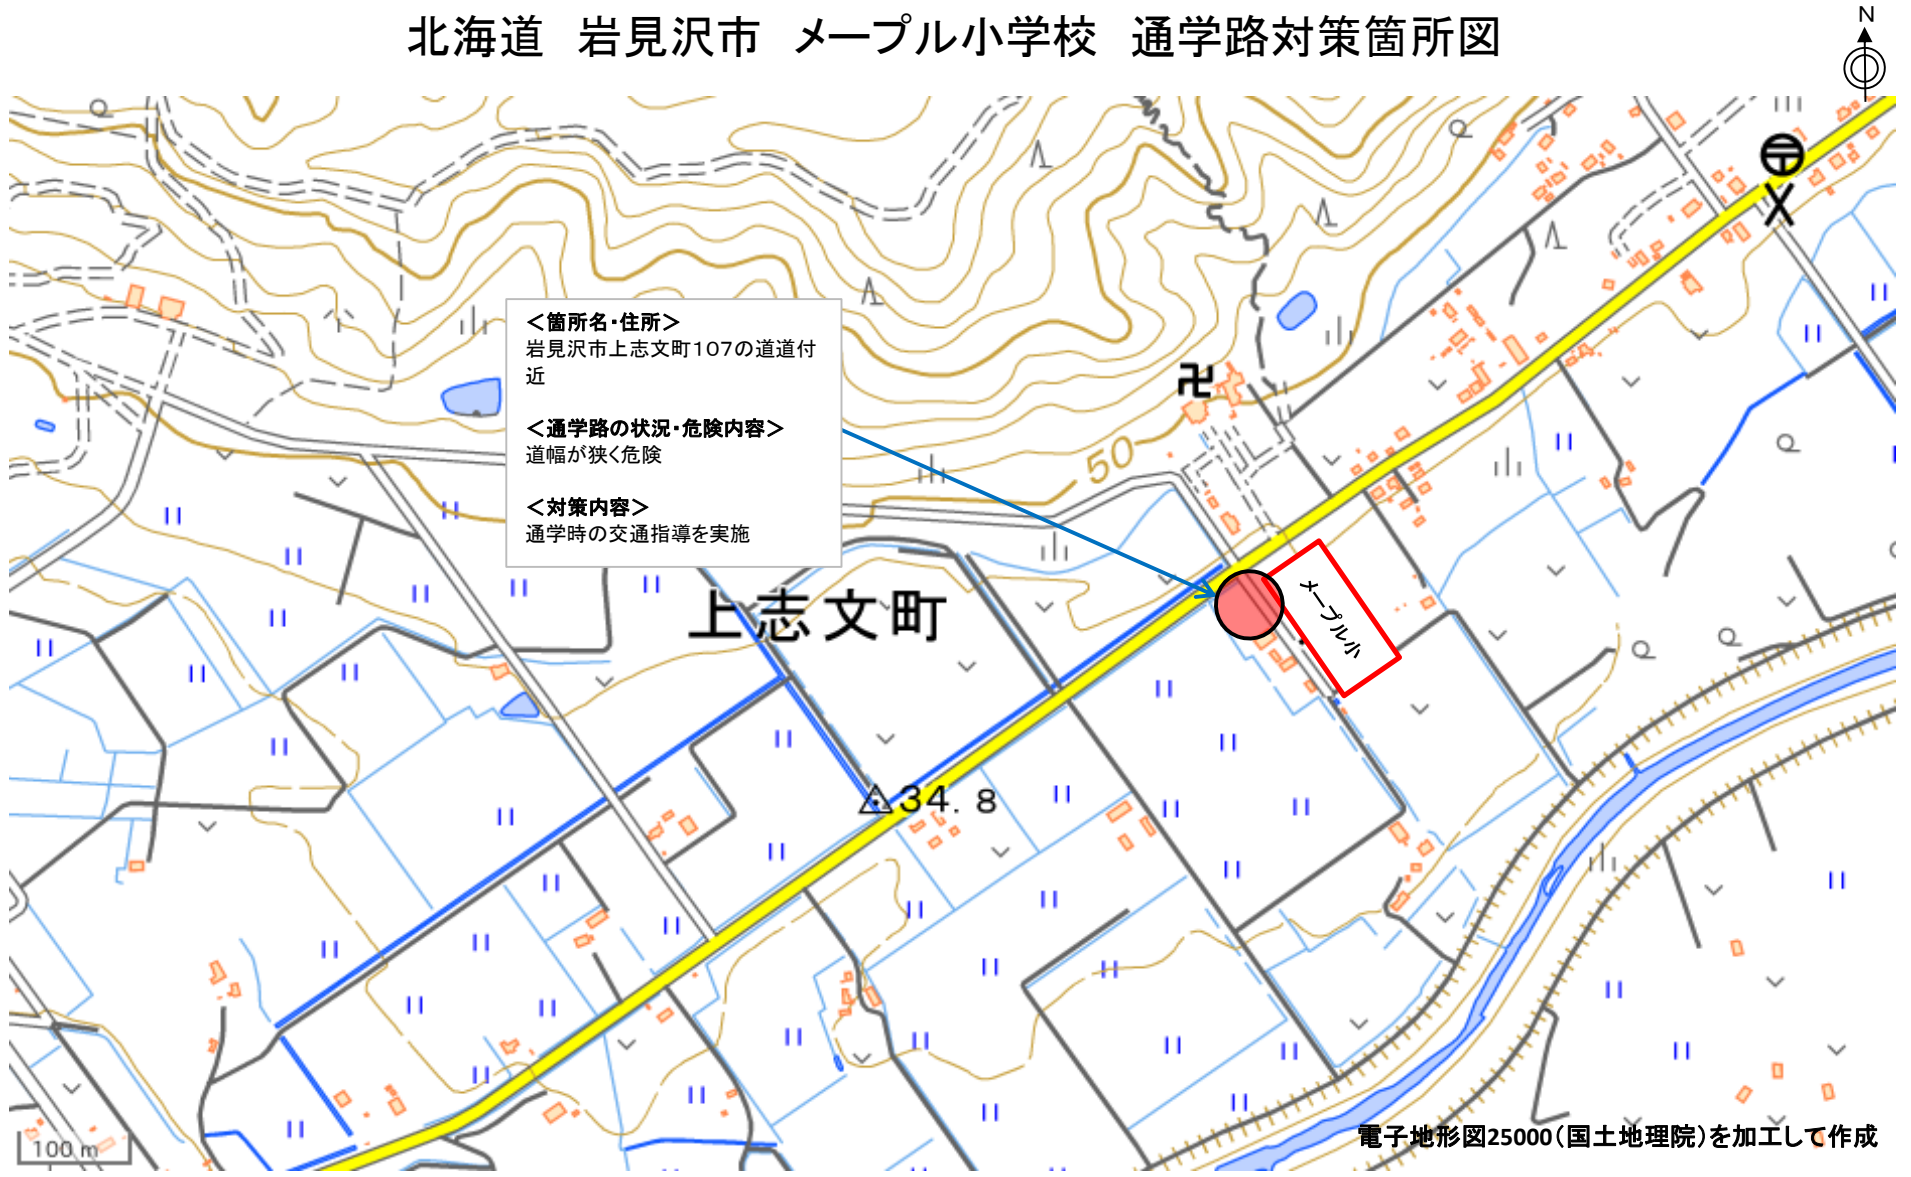 北海道　岩見沢市　メープル小学校　通学路対策箇所図
N
＜箇所名・住所＞
岩見沢市上志文町107の道道付
近
＜通学路の状況・危険内容＞
道幅が狭く危険
＜対策内容＞
通学時の交通指導を実施
50
メープル小
上志文町
34.8
100 m
電子地形図25000（国土地理院）を加工して作成